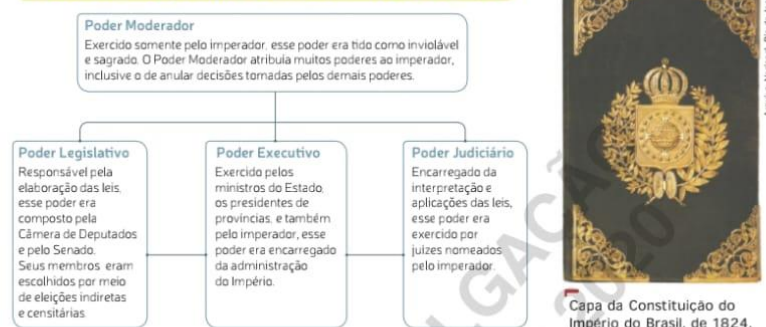 Poder Moderador
Exercido somente pelo imperador, esse poder era tido como inviolável
e sagrado. O Poder Moderador atribuía muitos poderes ao imperador,
inclusive o de anular decisões tomadas pelos demais poderes.
Poder Legislativo
Responsável pela
elaboração das leis,
esse poder era
composto pela
Câmera de Deputados
e pelo Senado.
Seus membros eram
escolhidos por meio
de eleições indiretas
e censitárias.
Poder Executivo
Exercido pelos
ministros do Estado,
os presidentes de
províncias, e também
pelo imperador, esse
poder era encarregado
da administração
do Império.
Poder Judiciário
Encarregado da
interpretação e
aplicações das leis,
esse poder era
exercido por
juízes nomeados
pelo imperador.
LGAÇÃO
2020
Capa da Constituição do
Império do Brasil, de 1824.